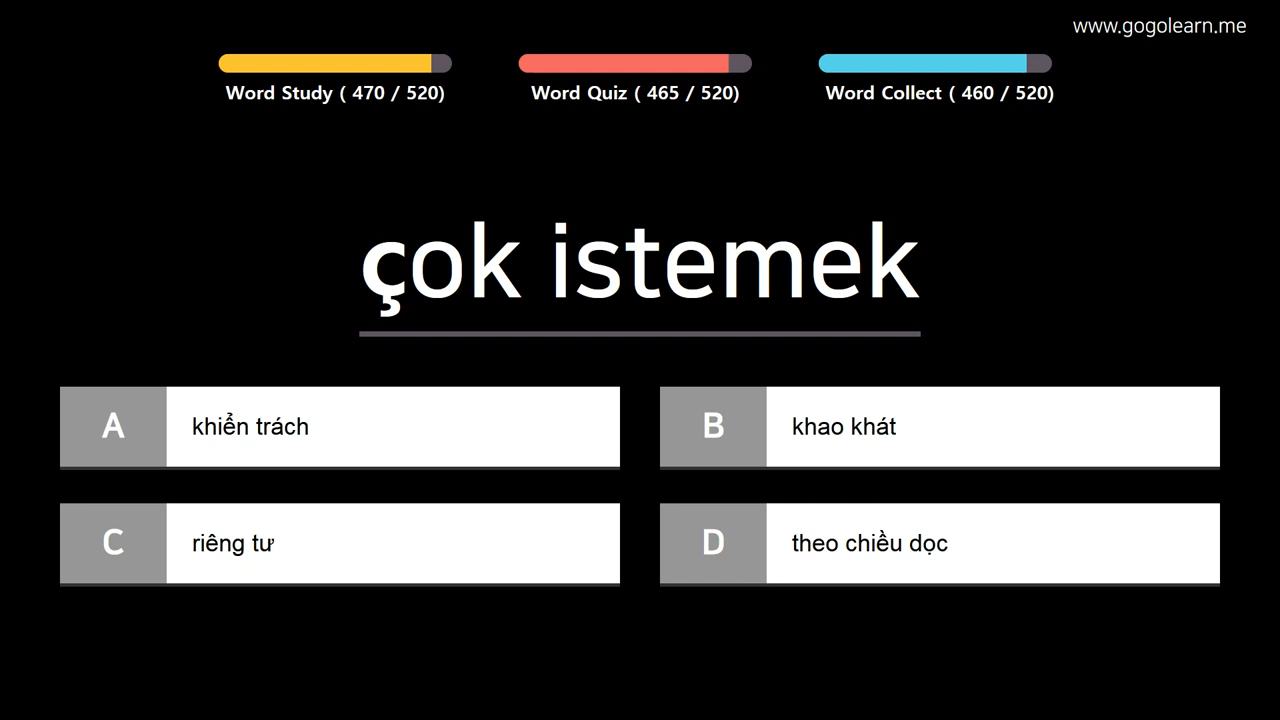 www.gogolearn.me
Word Study ( 470 / 520)
Word Quiz ( 465 / 520)
Word Collect ( 460 / 520)
çok istemek
A
khiển trách
B
khao khát
C
riêng tư
D
theo chiều dọc